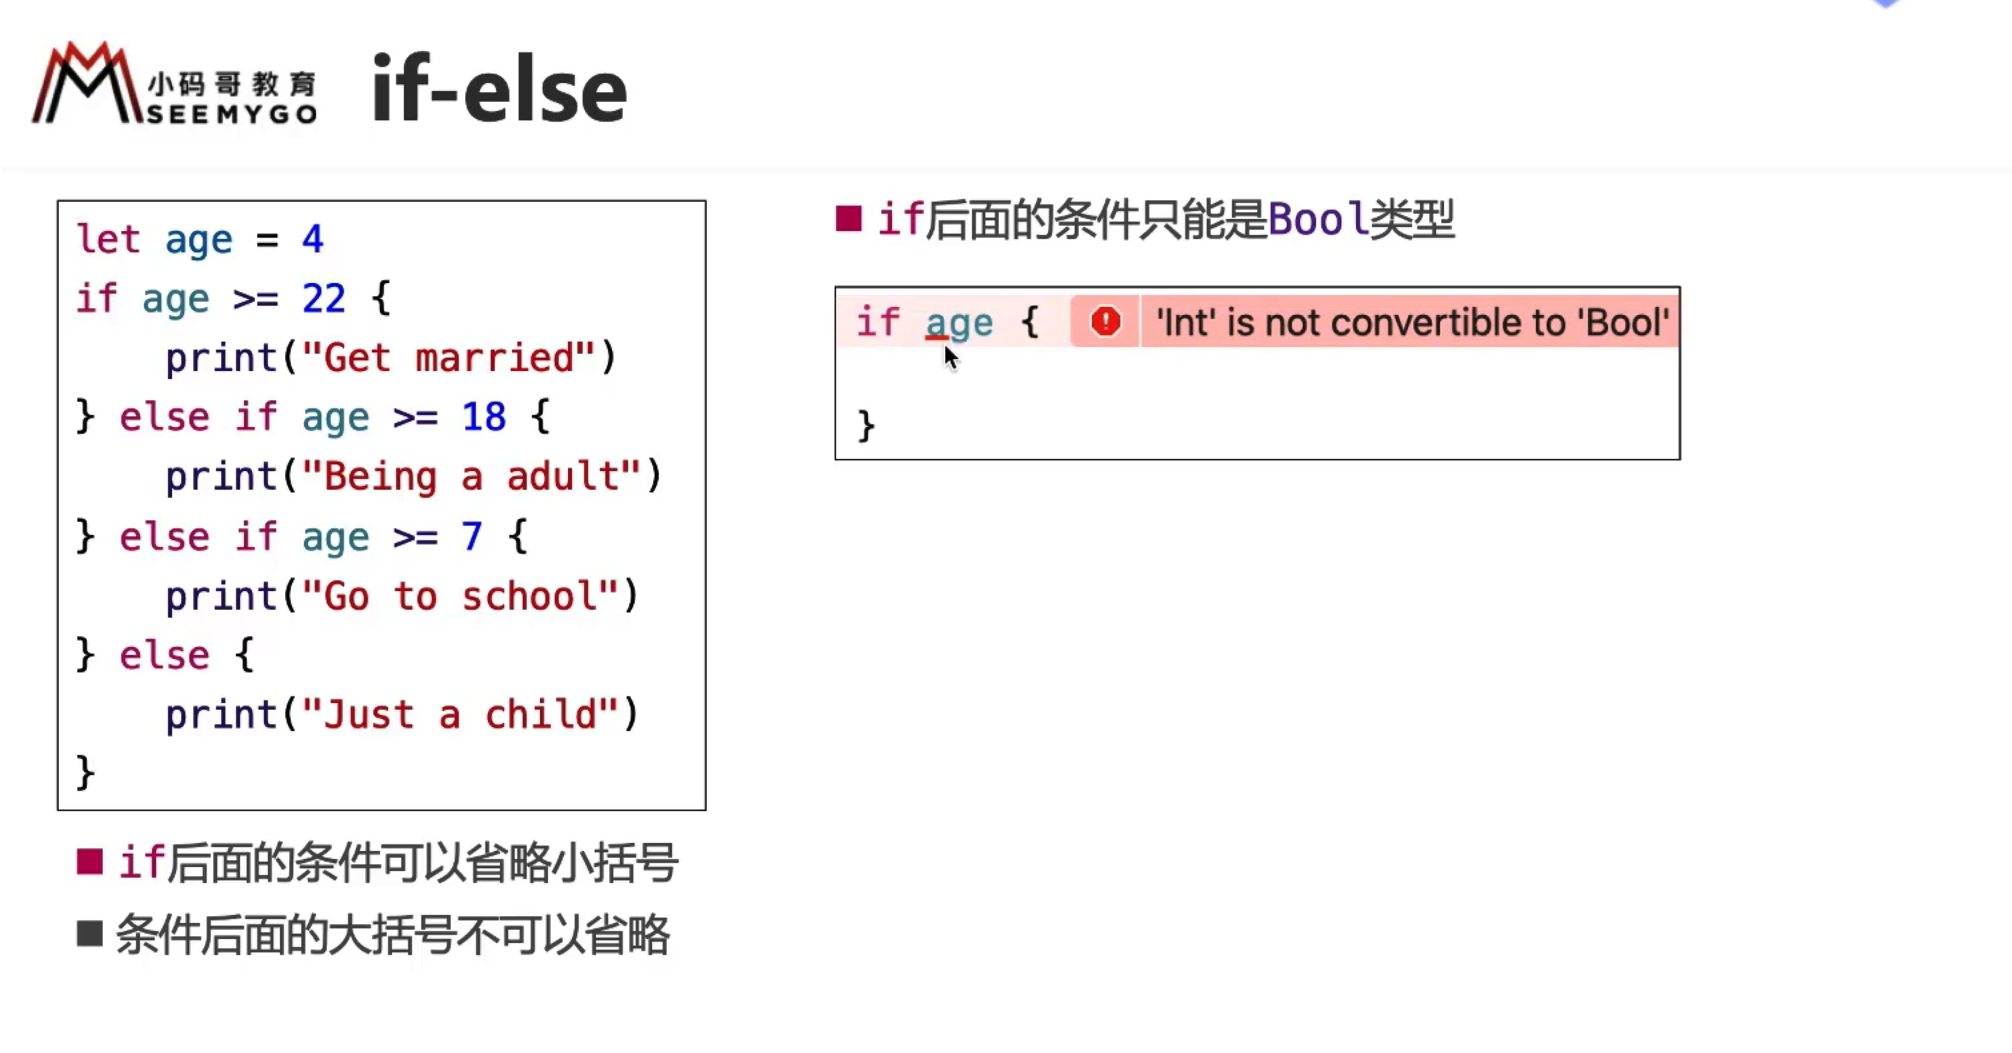 小码哥教育
SEEMYGO
if-else
let age = 4
if age >= 22 {
    print("Get married")
} else if age >= 18 {
    print("Being a adult")
} else if age >= 7 {
    print("Go to school")
} else {
    print("Just a child")
}
■ if后面的条件可以省略小括号
■ 条件后面的大括号不可以省略
■ if后面的条件只能是Bool类型
if age { 'Int' is not convertible to 'Bool'
}